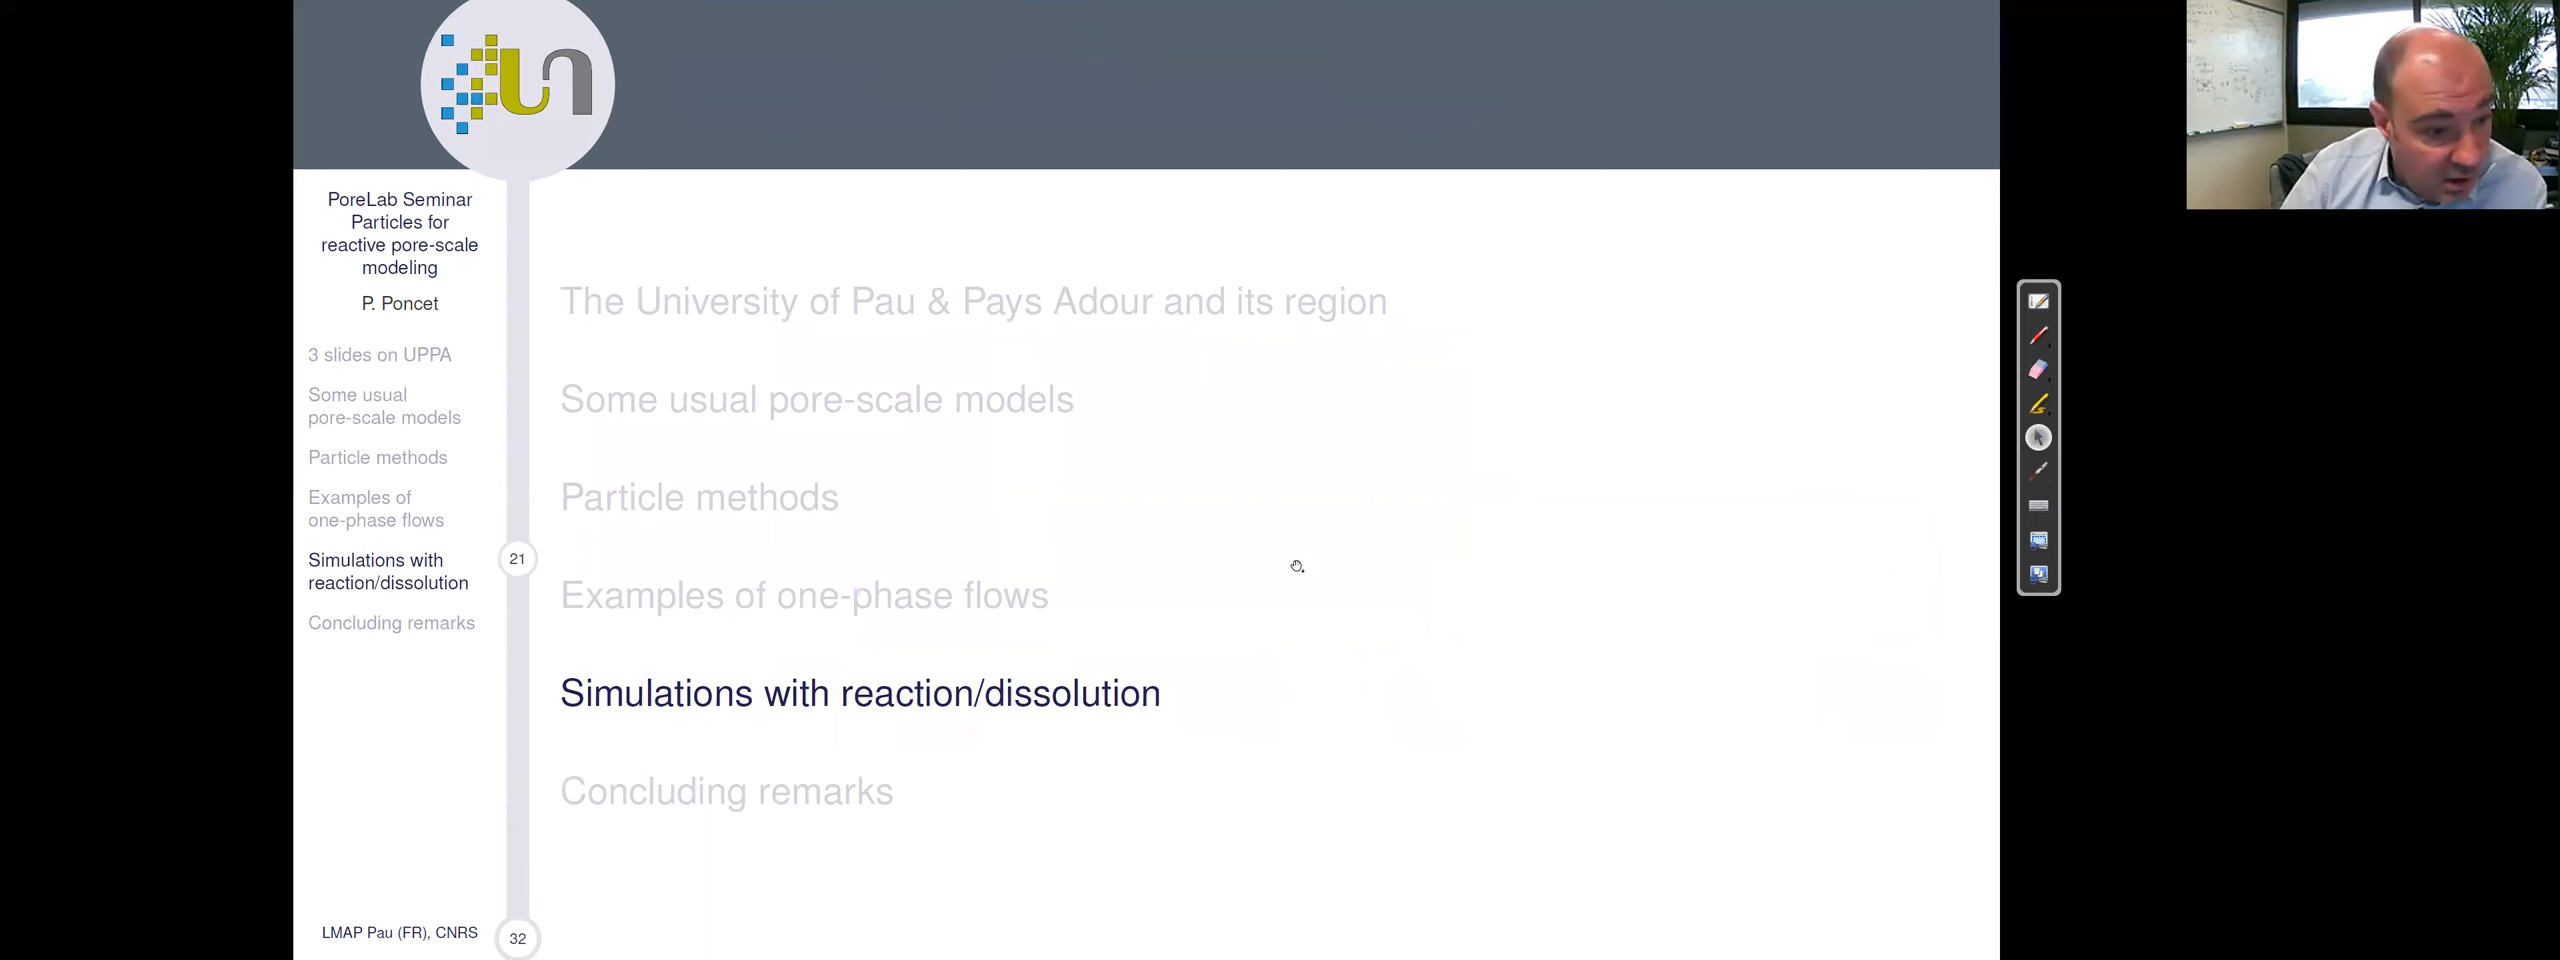 PoreLab Seminar
Particles for
reactive pore-scale
modeling
P. Poncet
3 slides on UPPA
Some usual
pore-scale models
Particle methods
Examples of
one-phase flows
Simulations with
reaction/dissolution
Concluding remarks
LMAP Pau (FR), CNRS
21
32
The University of Pau & Pays Adour and its region
Some usual pore-scale models
Particle methods
Examples of one-phase flows
Simulations with reaction/dissolution
Concluding remarks